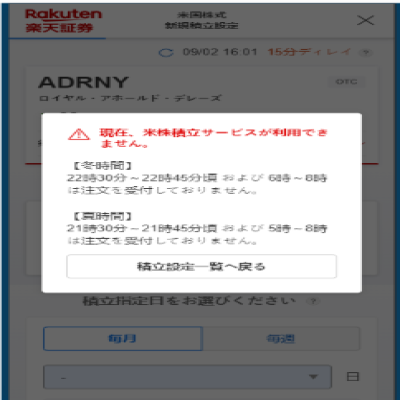 Rakuten
楽天証券
米国株式
新規積立設定
09/02 16:01 15分ディレイ
ADRNY
OTC
ロイヤル・アホールド・デレーズ
現在、米株積立サービスが利用でき
ません。
【冬時間】
22時30分～22時45分頃 および 6時～8時
は注文を受付しておりません。
【夏時間】
21時30分～21時45分頃 および 5時～8時
は注文を受付しておりません。
積立設定一覧へ戻る
積立指定日をお選びください
毎月
毎週
-
日